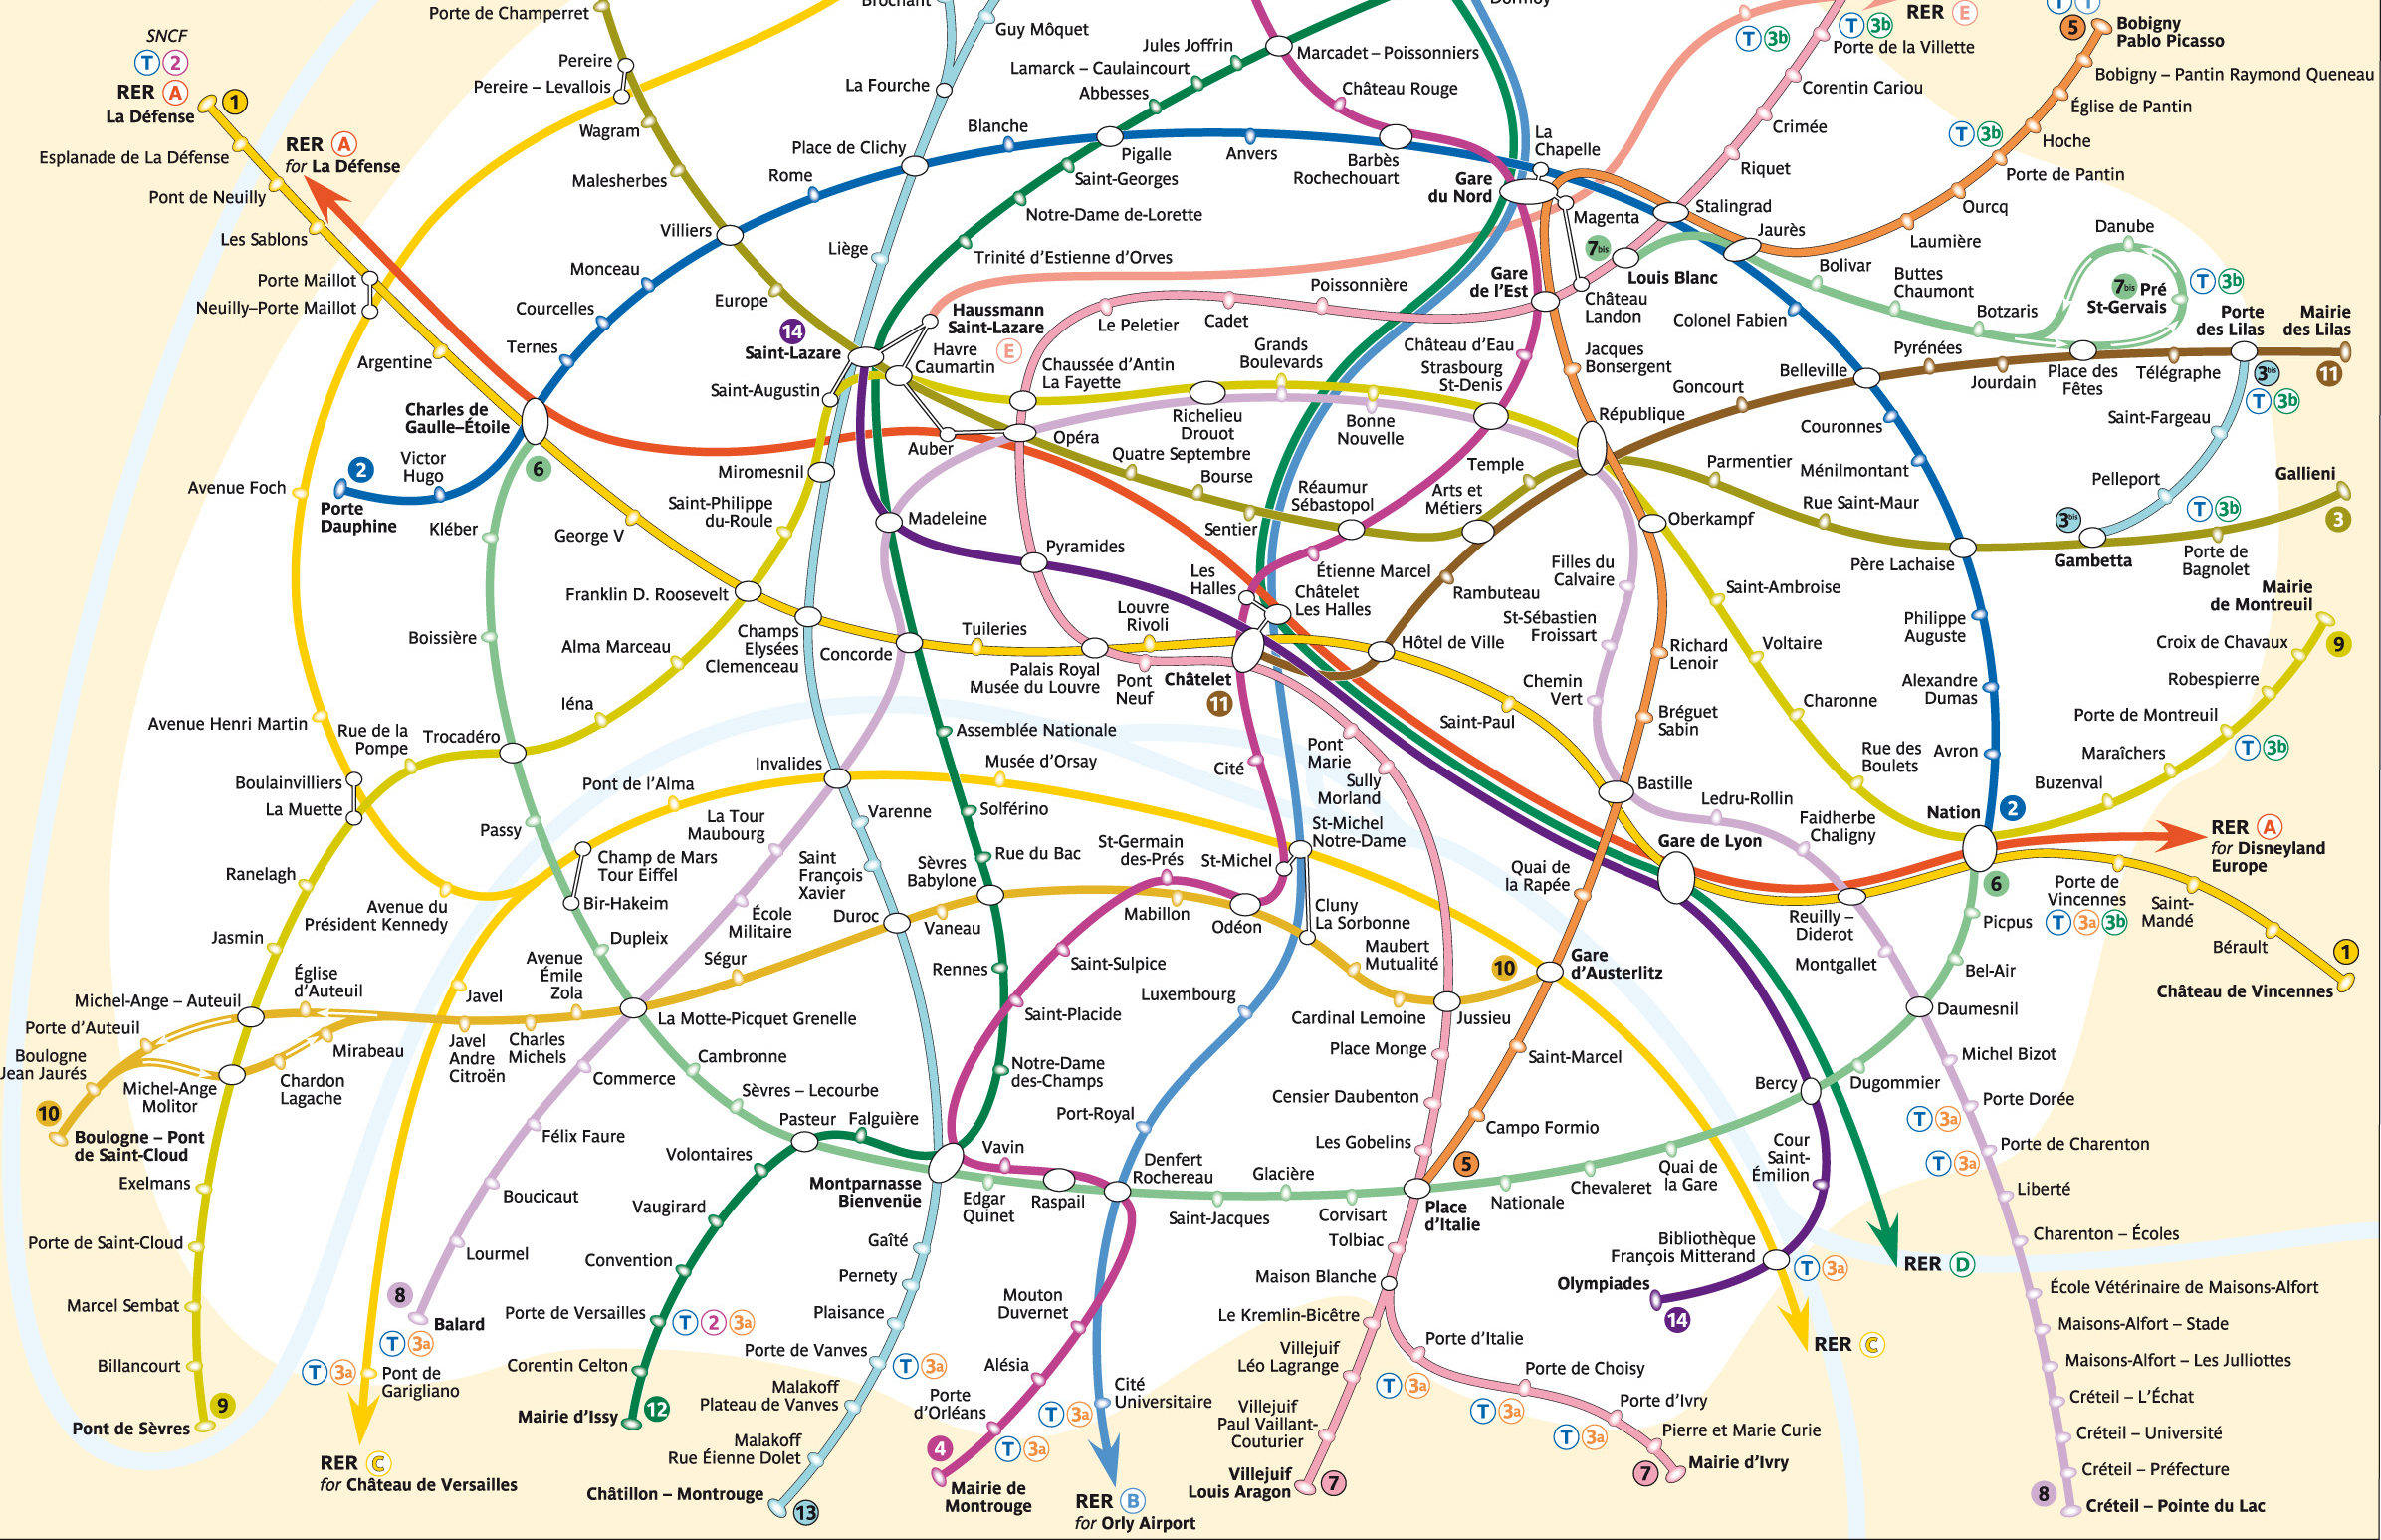 Porte de Champerret
Brochant
Guy Môquet
Dormoy
RER E
T 3b
T 3b
Porte de la Villette
5
Bobigny
Pablo Picasso
SNCF
T 2
RER A
La Défense
1
Pereire
Pereire – Levallois
La Fourche
Jules Joffrin
Lamarck – Caulaincourt
Abbesses
Marcadet – Poissonniers
Château Rouge
Corentin Cariou
Bobigny – Pantin Raymond Queneau
Église de Pantin
Esplanade de La Défense
RER A
for La Défense
Wagram
Place de Clichy
Blanche
Pigalle
Anvers
Barbès
Rochechouart
La
Chapelle
Crimée
T 3b
Hoche
Pont de Neuilly
Malesherbes
Rome
Saint-Georges
Gare
du Nord
Riquet
Porte de Pantin
Les Sablons
Villiers
Notre-Dame de-Lorette
Magenta
Stalingrad
Ourcq
Liège
Trinité d'Estienne d'Orves
7bis
Louis Blanc
Jaurès
Laumière
Danube
Porte Maillot
Neuilly–Porte Maillot
Monceau
Europe
Poissonnière
Gare
de l'Est
Bolivar
Buttes
Chaumont
7bis Pré
St-Gervais
T 3b
Courcelles
14
Haussmann
Saint-Lazare
Le Peletier
Cadet
Château
Landon
Colonel Fabien
Botzaris
Porte
des Lilas
Mairie
des Lilas
Argentine
Ternes
Saint-Lazare
Havre
Caumartin
E
Chaussée d'Antin
La Fayette
Grands
Boulevards
Château d'Eau
Strasbourg
St-Denis
Jacques
Bonsergent
Goncourt
Belleville
Pyrénées
Jourdain
Place des
Fêtes
Télégraphe
3bis
11
T 3b
Charles de
Gaulle–Étoile
Saint-Augustin
Richelieu
Drouot
Bonne
Nouvelle
République
Couronnes
Saint-Fargeau
Auber
Opéra
2
Victor
Hugo
6
Miromesnil
Quatre Septembre
Bourse
Temple
Parmentier
Ménilmontant
Pelleport
Gallieni
Avenue Foch
Porte
Dauphine
Kléber
George V
Saint-Philippe
du-Roule
Madeleine
Sentier
Réaumur
Sébastopol
Arts et
Métiers
Oberkampf
Rue Saint-Maur
3bis
T 3b
3
Pyramides
Les
Halles
Étienne Marcel
Filles du
Calvaire
Père Lachaise
Gambetta
Porte de
Bagnolet
Franklin D. Roosevelt
Châtelet
Les Halles
Rambuteau
Saint-Ambroise
Mairie
de Montreuil
Boissière
Alma Marceau
Champs
Elysées
Clemenceau
Concorde
Tuileries
Louvre
Rivoli
Hôtel de Ville
St-Sébastien
Froissart
Richard
Lenoir
Voltaire
Philippe
Auguste
Croix de Chavaux
9
Palais Royal
Musée du Louvre
Pont
Neuf
Châtelet
11
Chemin
Vert
Alexandre
Dumas
Robespierre
Iéna
Saint-Paul
Bréguet
Sabin
Charonne
Porte de Montreuil
T 3b
Avenue Henri Martin
Rue de la
Pompe
Trocadéro
Assemblée Nationale
Pont
Marie
Rue des
Boulets
Avron
Maraîchers
Boulainvilliers
La Muette
Pont de l'Alma
Invalides
Musée d'Orsay
Cité
Sully
Morland
Bastille
Ledru-Rollin
Buzenval
Passy
La Tour
Maubourg
Varenne
Solférino
St-Michel
Notre-Dame
Gare de Lyon
Faidherbe
Chaligny
Nation
2
RER A
for Disneyland
Europe
Ranelagh
Champ de Mars
Tour Eiffel
Saint
François
Xavier
Sèvres
Babylone
Rue du Bac
St-Germain
des-Prés
St-Michel
Quai de
la Rapée
6
Porte de
Vincennes
T 3a 3b
Saint-
Mandé
Avenue du
Président Kennedy
Bir-Hakeim
École
Militaire
Duroc
Vaneau
Mabillon
Odéon
Cluny
La Sorbonne
Reuilly –
Diderot
Picpus
Bérault
1
Jasmin
Dupleix
Ségur
Rennes
Saint-Sulpice
Maubert
Mutualité
10
Gare
d'Austerlitz
Montgallet
Bel-Air
Château de Vincennes
Église
d'Auteuil
Avenue
Émile
Zola
Javel
Luxembourg
Michel-Ange – Auteuil
La Motte-Picquet Grenelle
Saint-Placide
Cardinal Lemoine
Jussieu
Daumesnil
Porte d'Auteuil
Boulogne
Jean Jaurés
Mirabeau
Javel
Andre
Citroën
Charles
Michels
Cambronne
Place Monge
Saint-Marcel
Michel Bizot
Michel-Ange
Molitor
Chardon
Lagache
Commerce
Sèvres – Lecourbe
Notre-Dame
des-Champs
Censier Daubenton
Bercy
Dugommier
Porte Dorée
10
Boulogne – Pont
de Saint-Cloud
Félix Faure
Pasteur
Falguière
Port-Royal
Les Gobelins
Campo Formio
T 3a
Porte de Charenton
Exelmans
Volontaires
Vavin
Denfert
Rochereau
Glacière
5
Quai de
la Gare
Cour
Saint-
Émilion
T 3a
Boucicaut
Vaugirard
Montparnasse
Bienvenüe
Edgar
Quinet
Raspail
Saint-Jacques
Corvisart
Place
d'Italie
Nationale
Chevaleret
Liberté
Porte de Saint-Cloud
Lourmel
Convention
Gaîté
Tolbiac
Bibliothèque
François Mitterand
T 3a
RER D
Charenton – Écoles
Marcel Sembat
8
Balard
T 3a
Porte de Versailles
T 2 3a
Pernety
Plaisance
Mouton
Duvernet
Maison Blanche
Le Kremlin-Bicêtre
Olympiades
14
RER C
École Vétérinaire de Maisons-Alfort
Maisons-Alfort – Stade
Billancourt
T 3a
Pont de
Garigliano
Corentin Celton
Porte de Vanves
T 3a
Alésia
Villejuif
Léo Lagrange
Porte d'Italie
T 3a
Porte de Choisy
Maisons-Alfort – Les Julliottes
9
Pont de Sèvres
Mairie d'Issy
12
Malakoff
Plateau de Vanves
Porte
d'Orléans
T 3a
Cité
Universitaire
Villejuif
Paul Vaillant-
Couturier
T 3a
Porte d'Ivry
Créteil – L'Échat
RER C
for Château de Versailles
Malakoff
Rue Éienne Dolet
4
T 3a
T 3a
Pierre et Marie Curie
Créteil – Université
Châtillon – Montrouge
13
Mairie de
Montrouge
RER B
for Orly Airport
Villejuif
Louis Aragon
7
7
Mairie d'Ivry
Créteil – Préfecture
8
Créteil – Pointe du Lac